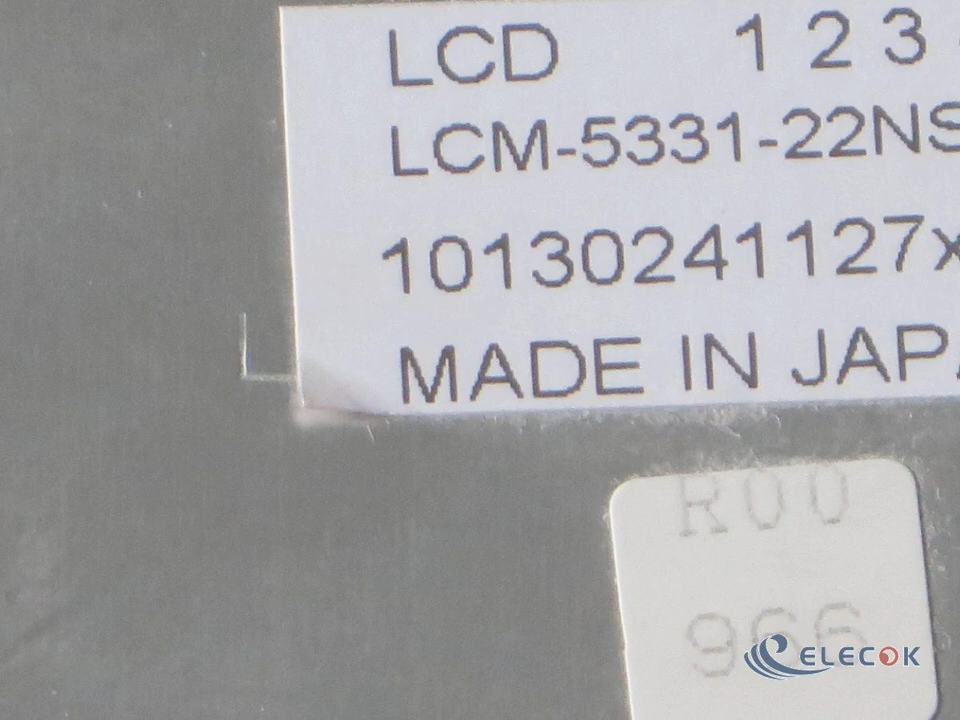 LCD 1 2 3
LCM-5331-22NS
10130241127x
MADE IN JAPA
R00
966
ELECOK